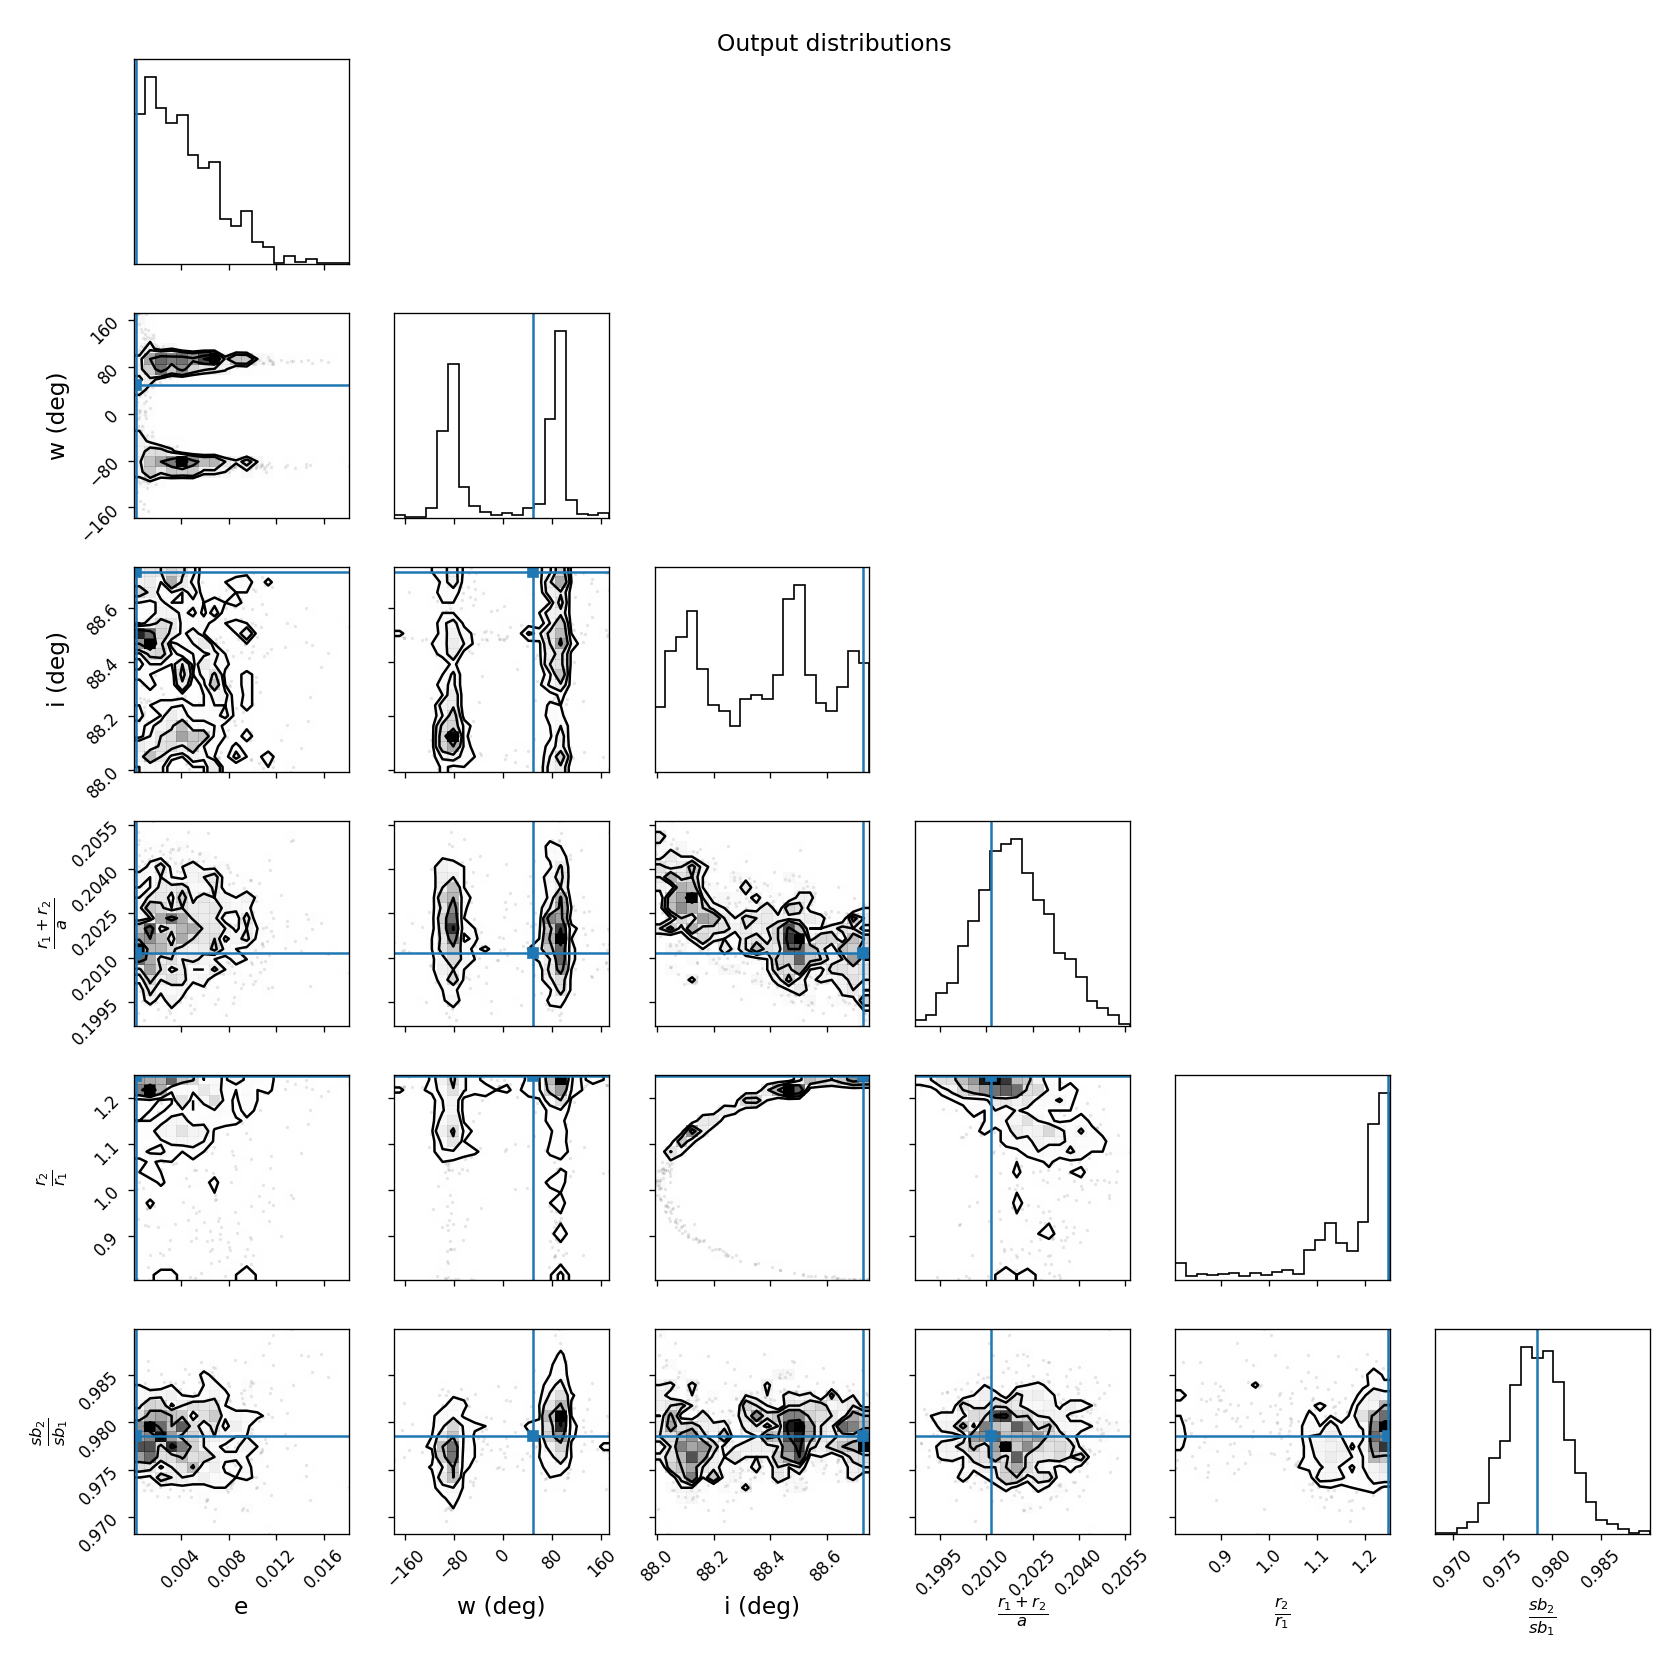 Output distributions
w (deg)
160
80
0
−80
−160
i (deg)
88.6
88.4
88.2
88.0
r₁ + r₂
a
0.2055
0.2040
0.2025
0.2010
0.1995
r₂
r₁
1.2
1.1
1.0
0.9
sb₂
sb₁
0.985
0.980
0.975
0.970
0.004 0.008 0.012 0.016 −160 −80 0 80 160 88.0 88.2 88.4 88.6 0.1995 0.2010 0.2025 0.2040 0.2055 0.9 1.0 1.1 1.2 0.970 0.975 0.980 0.985
e w (deg) i (deg) r₁ + r₂ r₂ sb₂
a r₁ sb₁